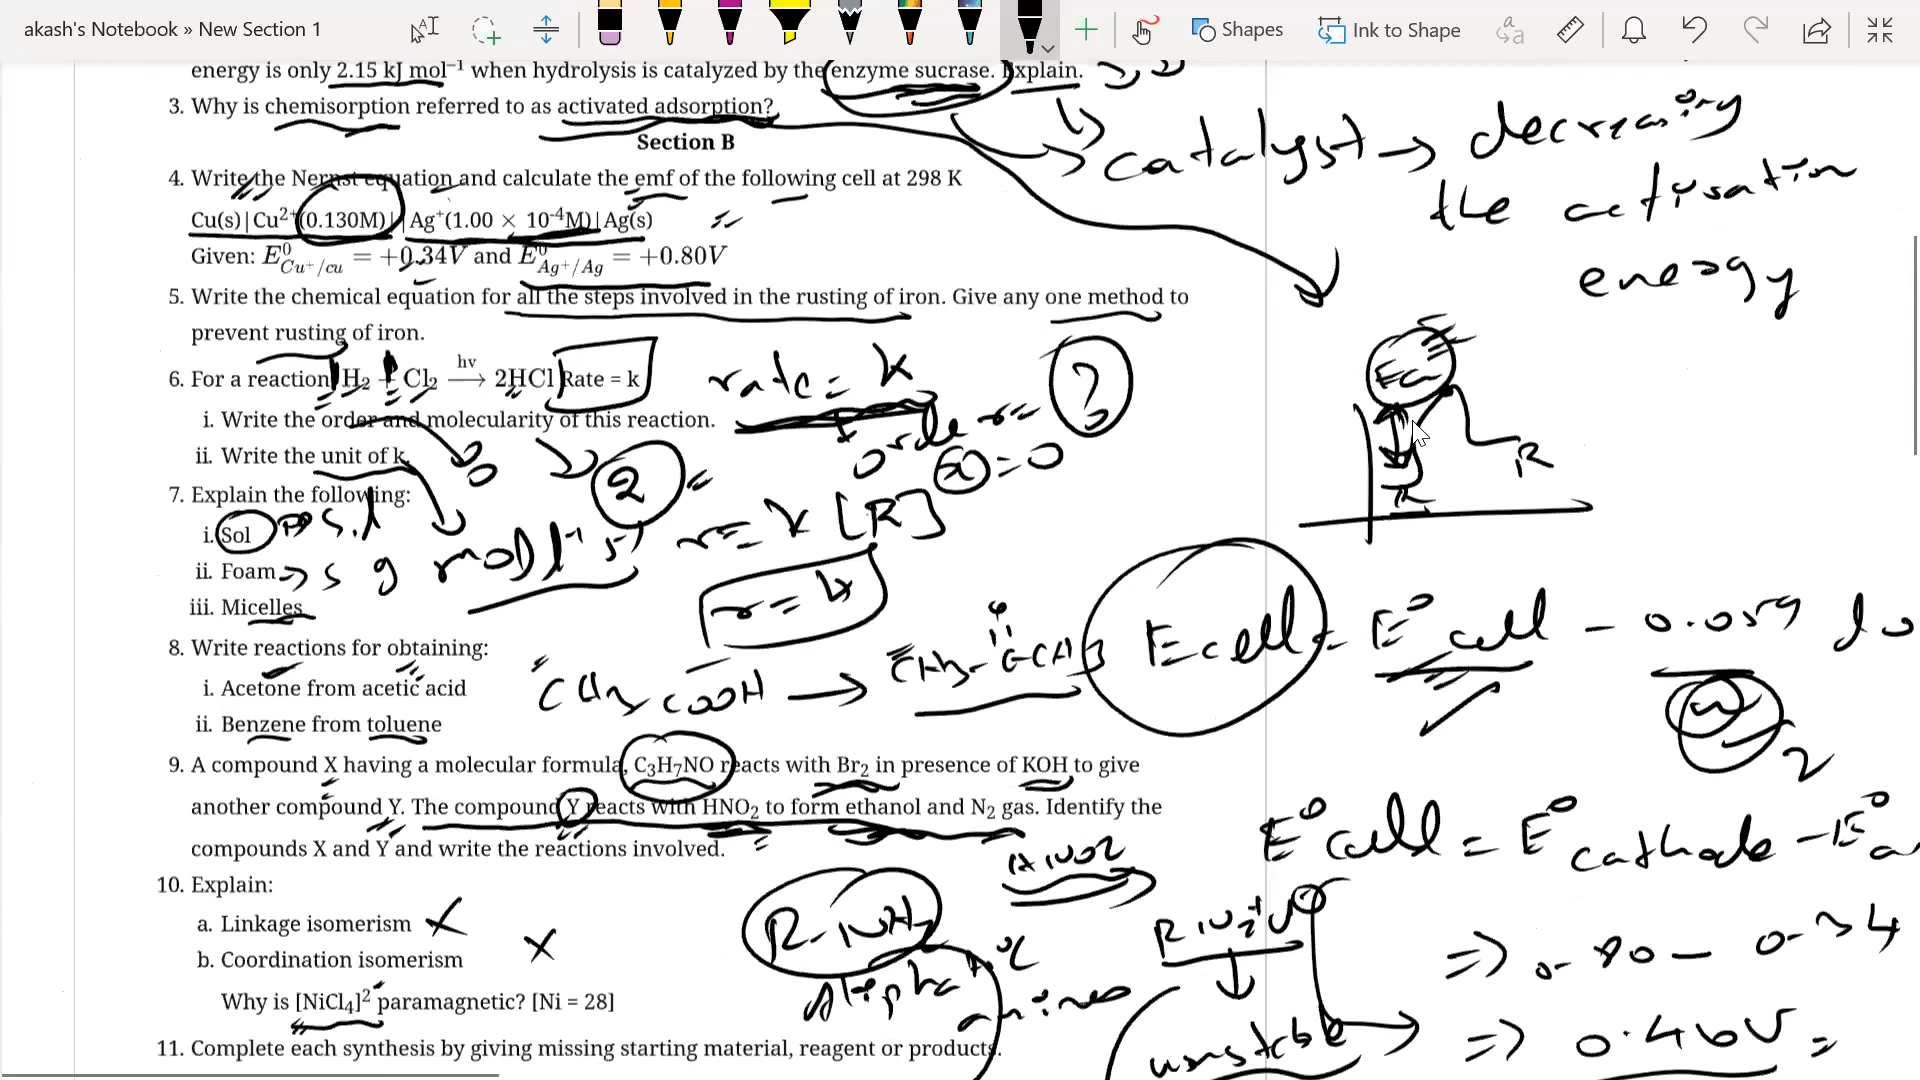 akash's Notebook » New Section 1
Shapes
Ink to Shape
energy is only 2.15 kJ mol⁻¹ when hydrolysis is catalyzed by the enzyme sucrase. Explain.
3. Why is chemisorption referred to as activated adsorption?
Section B
4. Write the Nernst equation and calculate the emf of the following cell at 298 K
Cu(s)|Cu²⁺(0.130M)||Ag⁺(1.00 × 10⁻⁴M)|Ag(s)
Given: E⁰Cu⁺/cu = +0.34V and E⁰Ag⁺/Ag = +0.80V
5. Write the chemical equation for all the steps involved in the rusting of iron. Give any one method to
prevent rusting of iron.
6. For a reaction H₂ + Cl₂ hv → 2HCl Rate = k
i. Write the order and molecularity of this reaction.
ii. Write the unit of k.
7. Explain the following:
i. Sol
ii. Foam
iii. Micelles
8. Write reactions for obtaining:
i. Acetone from acetic acid
ii. Benzene from toluene
9. A compound X having a molecular formula, C₃H₇NO reacts with Br₂ in presence of KOH to give
another compound Y. The compound Y reacts with HNO₂ to form ethanol and N₂ gas. Identify the
compounds X and Y and write the reactions involved.
10. Explain:
a. Linkage isomerism
b. Coordination isomerism
Why is [NiCl₄]²⁻ paramagnetic? [Ni = 28]
11. Complete each synthesis by giving missing starting material, reagent or products.
catalyst → decreasing
the activation
energy
Ea
R
R
rate = k
order r = ?
= 0
2 =
r = k [R]
r = k
s, l
s g
mol l⁻¹ s⁻¹
CH₃COOH →
Ecell = E° cell - 0.059
2
E° cell = E° cathode - E°
⇒ 0.80 - 0.34
⇒ 0.46V =
R-NH₂
HNO2
unstable